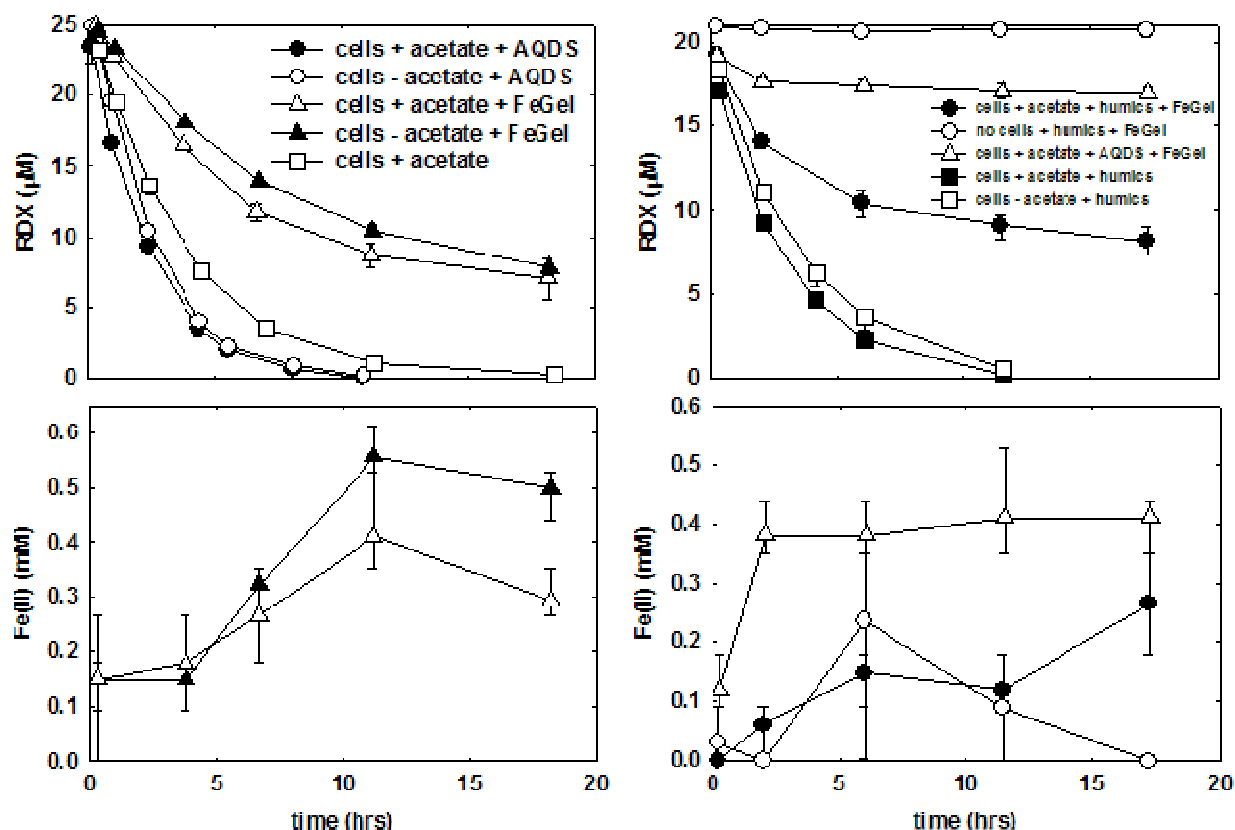 25
20
15
10
5
0
RDX (µM)
cells + acetate + AQDS
cells - acetate + AQDS
cells + acetate + FeGel
cells - acetate + FeGel
cells + acetate
20
15
10
5
0
RDX (µM)
cells + acetate + humics + FeGel
no cells + humics + FeGel
cells + acetate + AQDS + FeGel
cells + acetate + humics
cells - acetate + humics
0.6
0.5
0.4
0.3
0.2
0.1
0.0
Fe(II) (mM)
0 5 10 15 20
time (hrs)
0.6
0.5
0.4
0.3
0.2
0.1
0.0
Fe(II) (mM)
0 5 10 15 20
time (hrs)